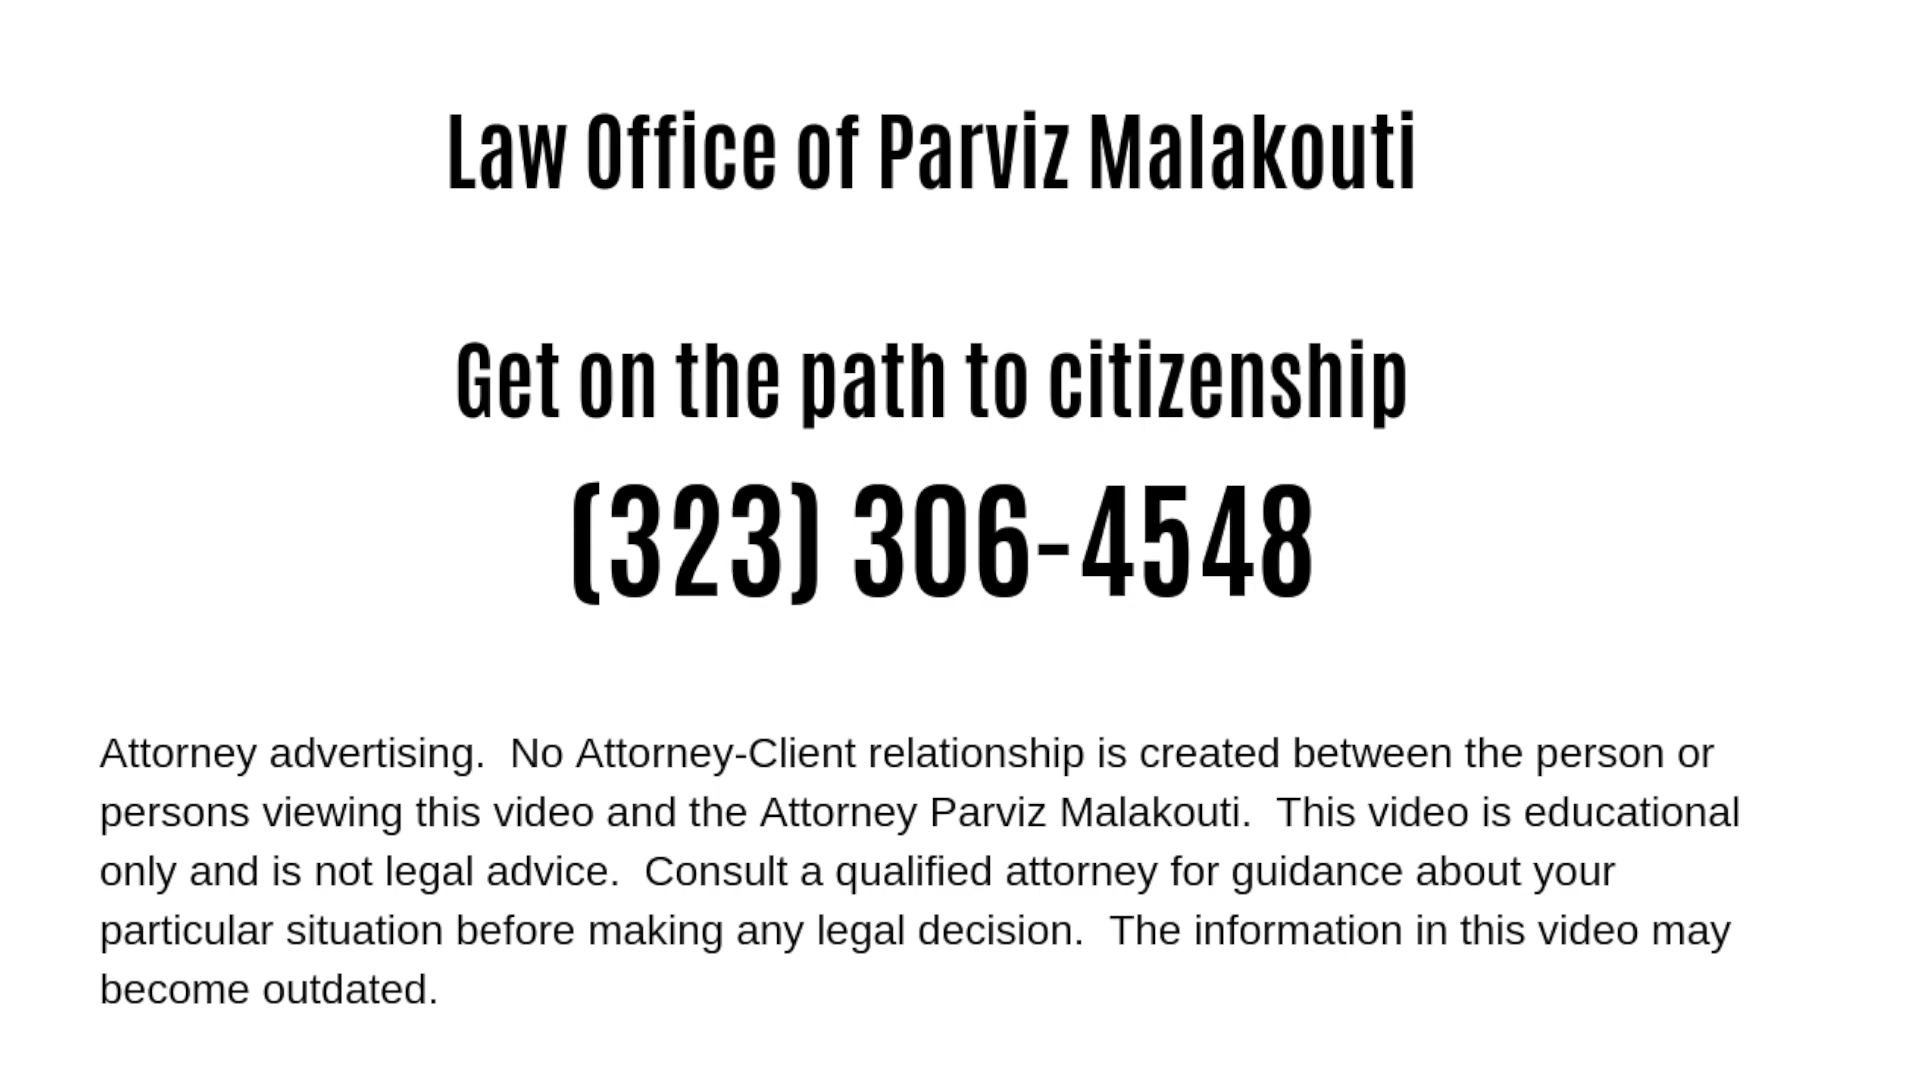 Law Office of Parviz Malakouti
Get on the path to citizenship
(323) 306-4548
Attorney advertising.  No Attorney-Client relationship is created between the person or
persons viewing this video and the Attorney Parviz Malakouti.  This video is educational
only and is not legal advice.  Consult a qualified attorney for guidance about your
particular situation before making any legal decision.  The information in this video may
become outdated.